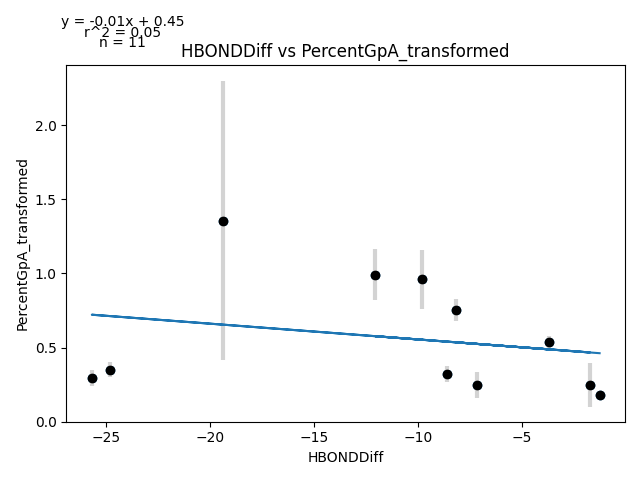 y = -0.01x + 0.45
r^2 = 0.05
n = 11
HBONDDiff vs PercentGpA_transformed
PercentGpA_transformed
2.0
1.5
1.0
0.5
0.0
−25
−20
−15
−10
−5
HBONDDiff